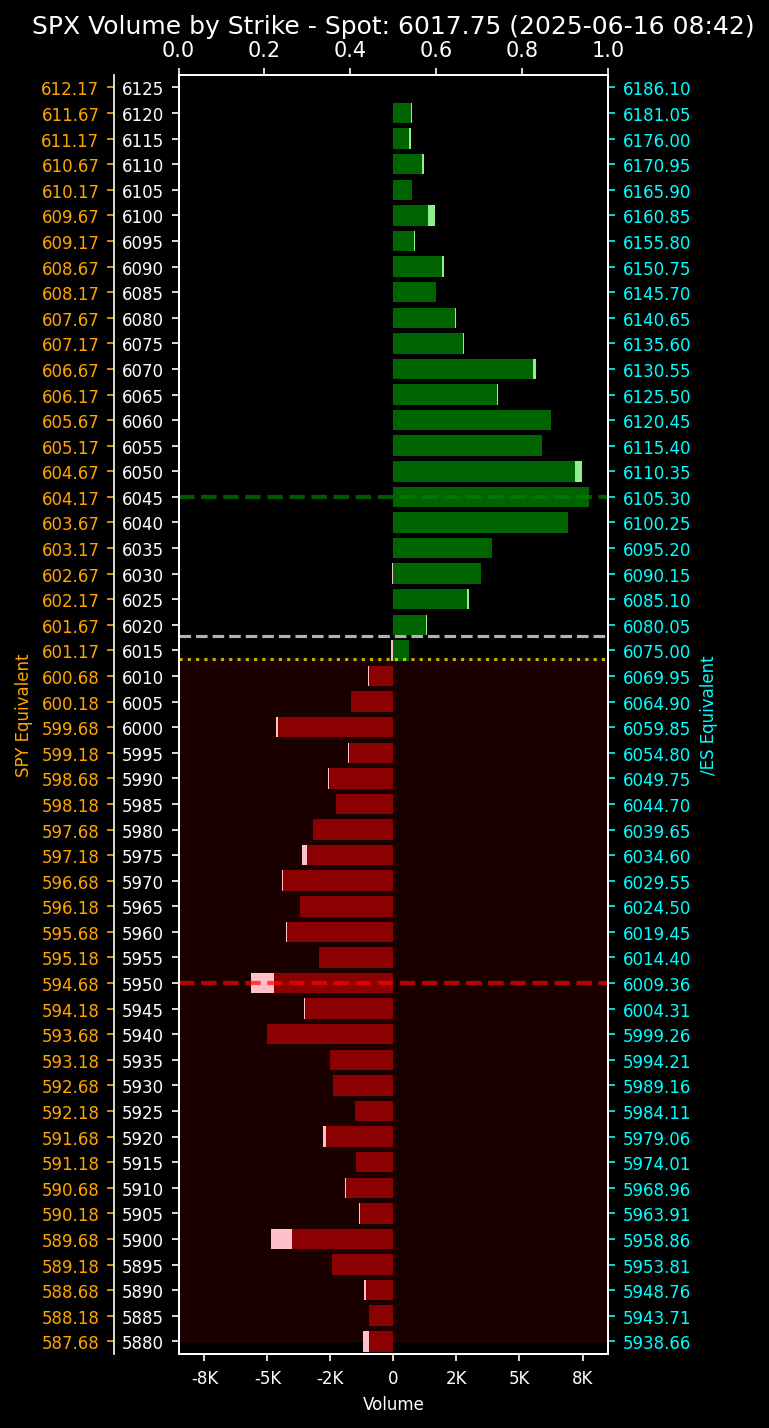 SPX Volume by Strike - Spot: 6017.75 (2025-06-16 08:42)
0.0 0.2 0.4 0.6 0.8 1.0
612.17 6125 6186.10
611.67 6120 6181.05
611.17 6115 6176.00
610.67 6110 6170.95
610.17 6105 6165.90
609.67 6100 6160.85
609.17 6095 6155.80
608.67 6090 6150.75
608.17 6085 6145.70
607.67 6080 6140.65
607.17 6075 6135.60
606.67 6070 6130.55
606.17 6065 6125.50
605.67 6060 6120.45
605.17 6055 6115.40
604.67 6050 6110.35
604.17 6045 6105.30
603.67 6040 6100.25
603.17 6035 6095.20
602.67 6030 6090.15
602.17 6025 6085.10
601.67 6020 6080.05
601.17 6015 6075.00
600.68 6010 6069.95
600.18 6005 6064.90
599.68 6000 6059.85
599.18 5995 6054.80
598.68 5990 6049.75
598.18 5985 6044.70
597.68 5980 6039.65
597.18 5975 6034.60
596.68 5970 6029.55
596.18 5965 6024.50
595.68 5960 6019.45
595.18 5955 6014.40
594.68 5950 6009.36
594.18 5945 6004.31
593.68 5940 5999.26
593.18 5935 5994.21
592.68 5930 5989.16
592.18 5925 5984.11
591.68 5920 5979.06
591.18 5915 5974.01
590.68 5910 5968.96
590.18 5905 5963.91
589.68 5900 5958.86
589.18 5895 5953.81
588.68 5890 5948.76
588.18 5885 5943.71
587.68 5880 5938.66
SPY Equivalent
/ES Equivalent
-8K -5K -2K 0 2K 5K 8K
Volume